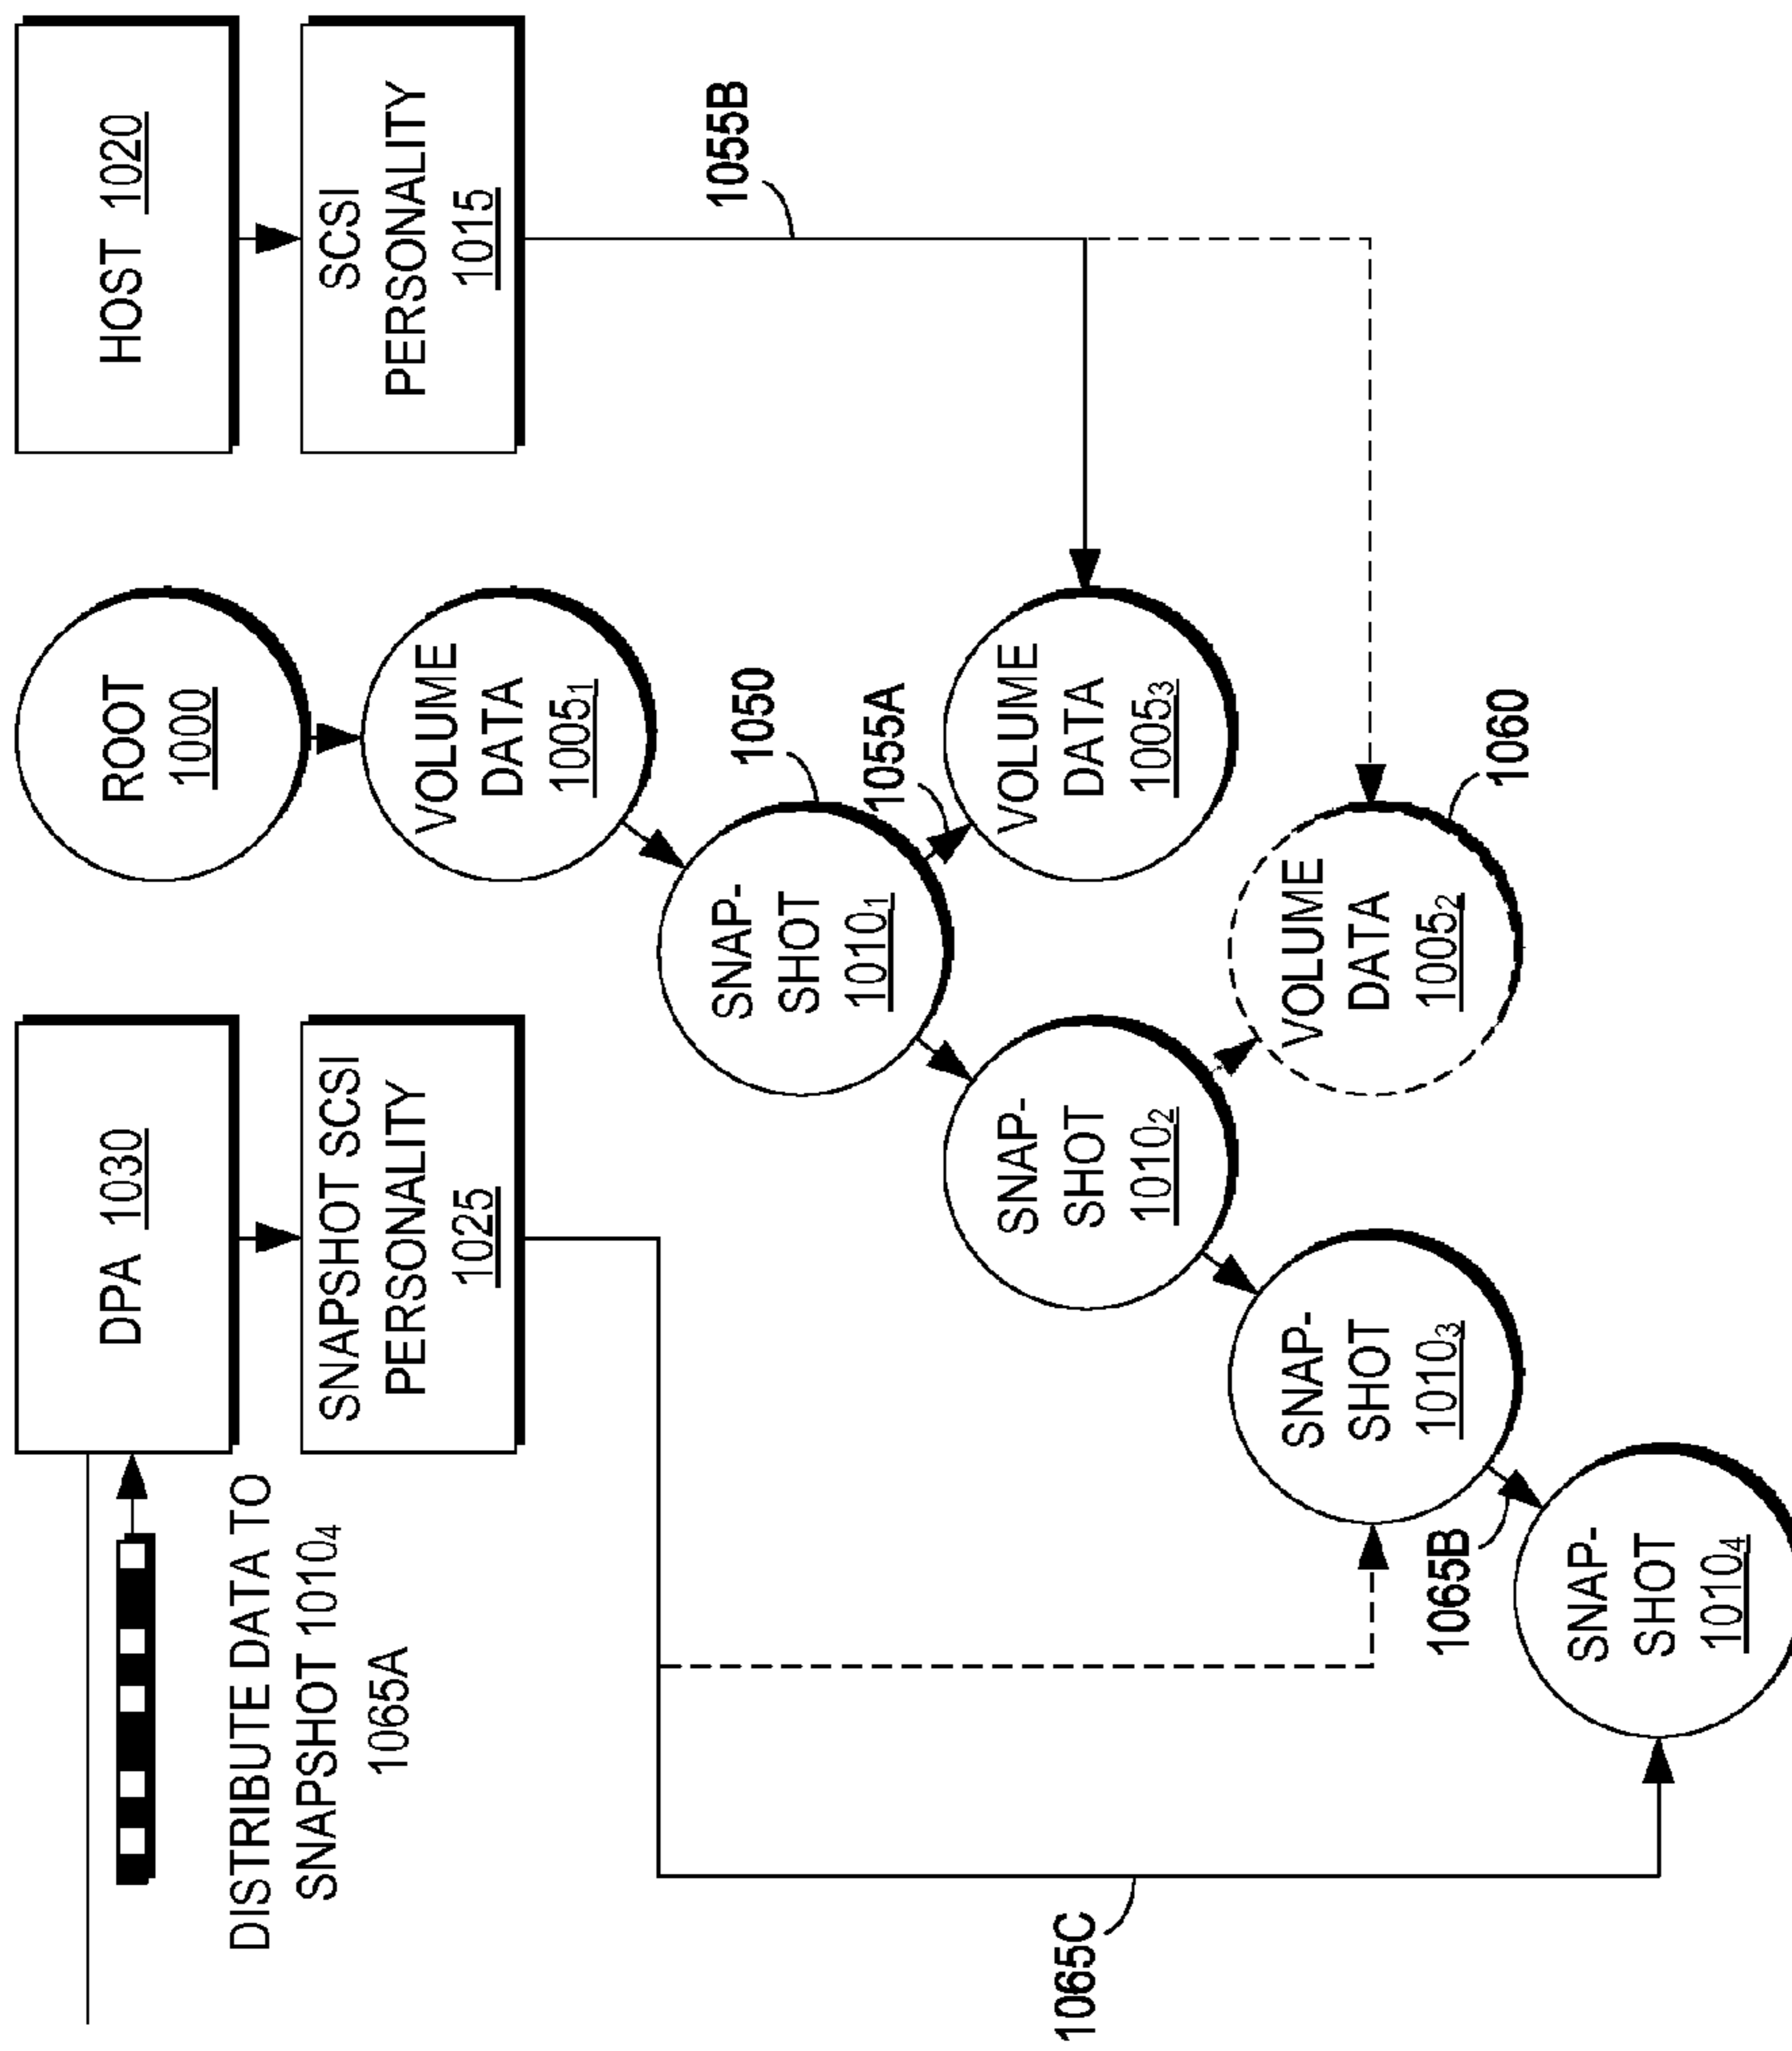 HOST 1020
SCSI
PERSONALITY
1015
1055B
ROOT
1000
VOLUME
DATA
1005₁
1050
1055A
SNAP-
SHOT
1010₁
VOLUME
DATA
1005₃
1060
VOLUME
DATA
1005₂
DPA 1030
SNAPSHOT SCSI
PERSONALITY
1025
SNAP-
SHOT
1010₂
SNAP-
SHOT
1010₃
1065B
SNAP-
SHOT
1010₄
DISTRIBUTE DATA TO
SNAPSHOT 1010₄
1065A
1065C